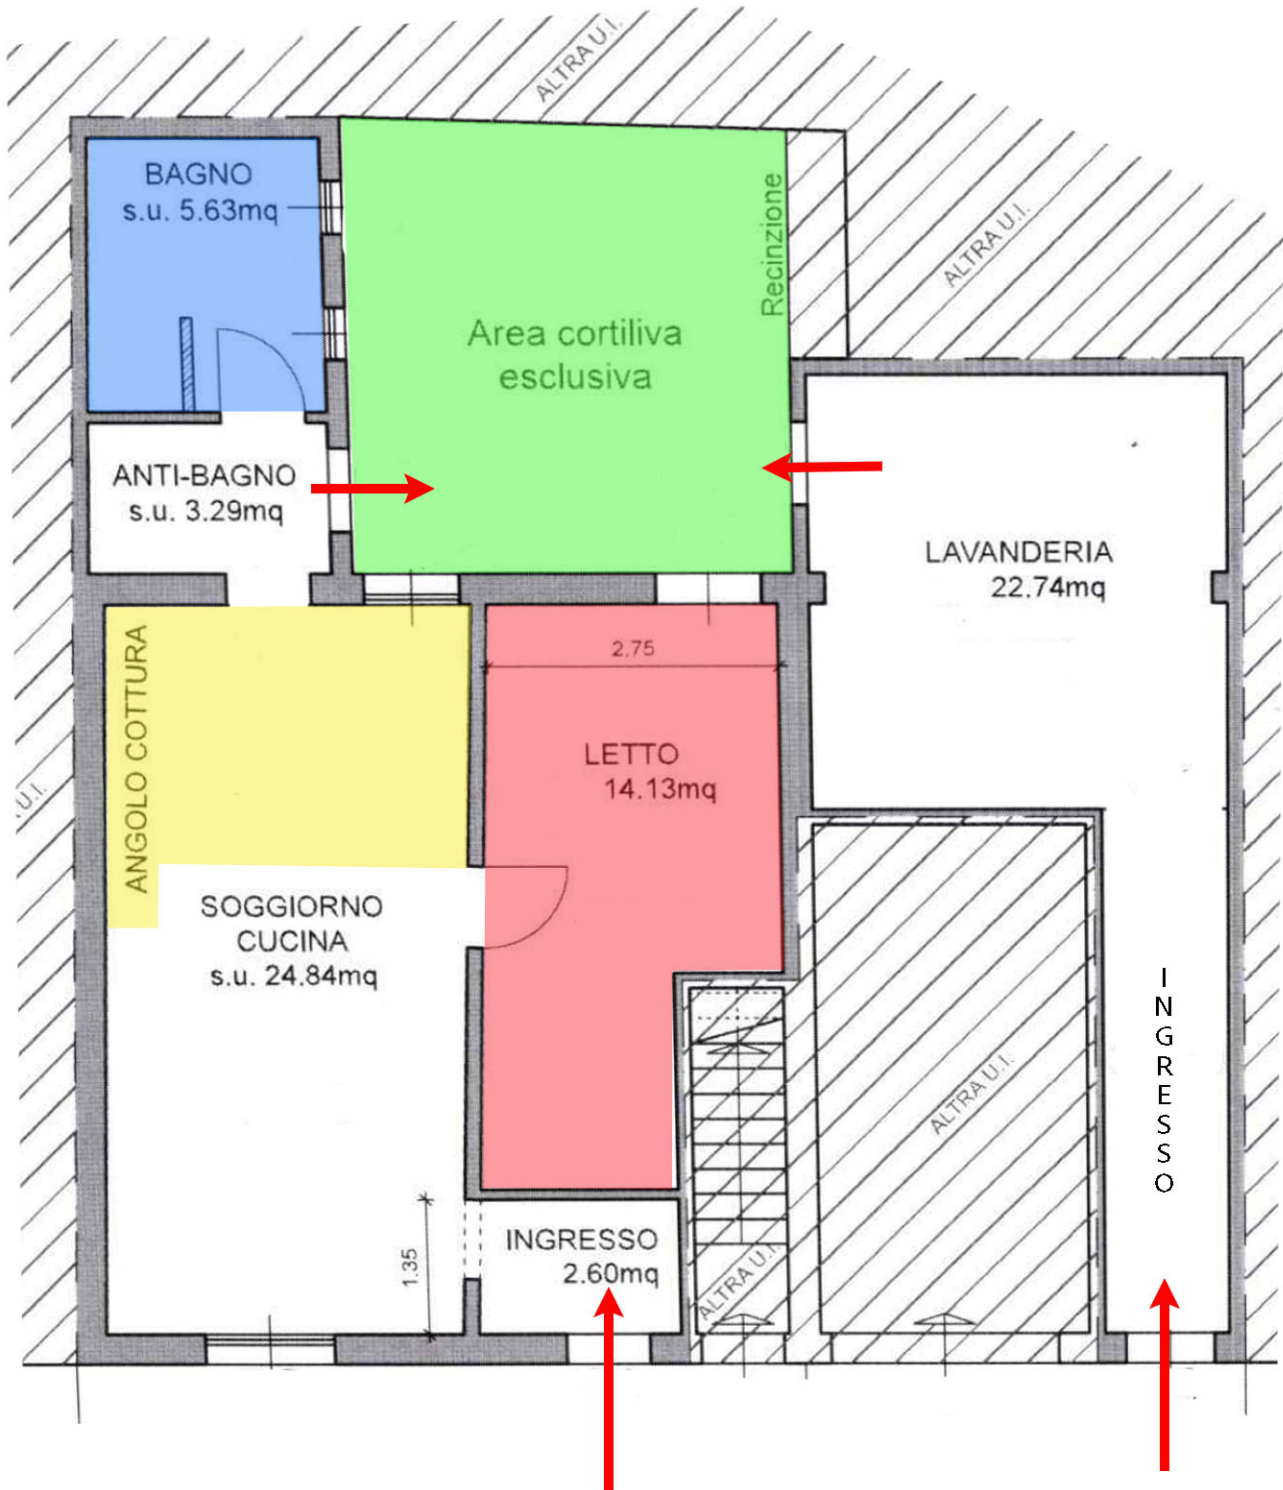 ALTRA U.I.
BAGNO
s.u. 5.63mq
Recinzione
ALTRA U.I.
Area cortiliva
esclusiva
ANTI-BAGNO
s.u. 3.29mq
LAVANDERIA
22.74mq
ANGOLO COTTURA
2.75
LETTO
14.13mq
U.I.
SOGGIORNO
CUCINA
s.u. 24.84mq
ALTRA U.I.
INGRESSO
INGRESSO
2.60mq
1.35
ALTRA U.I.